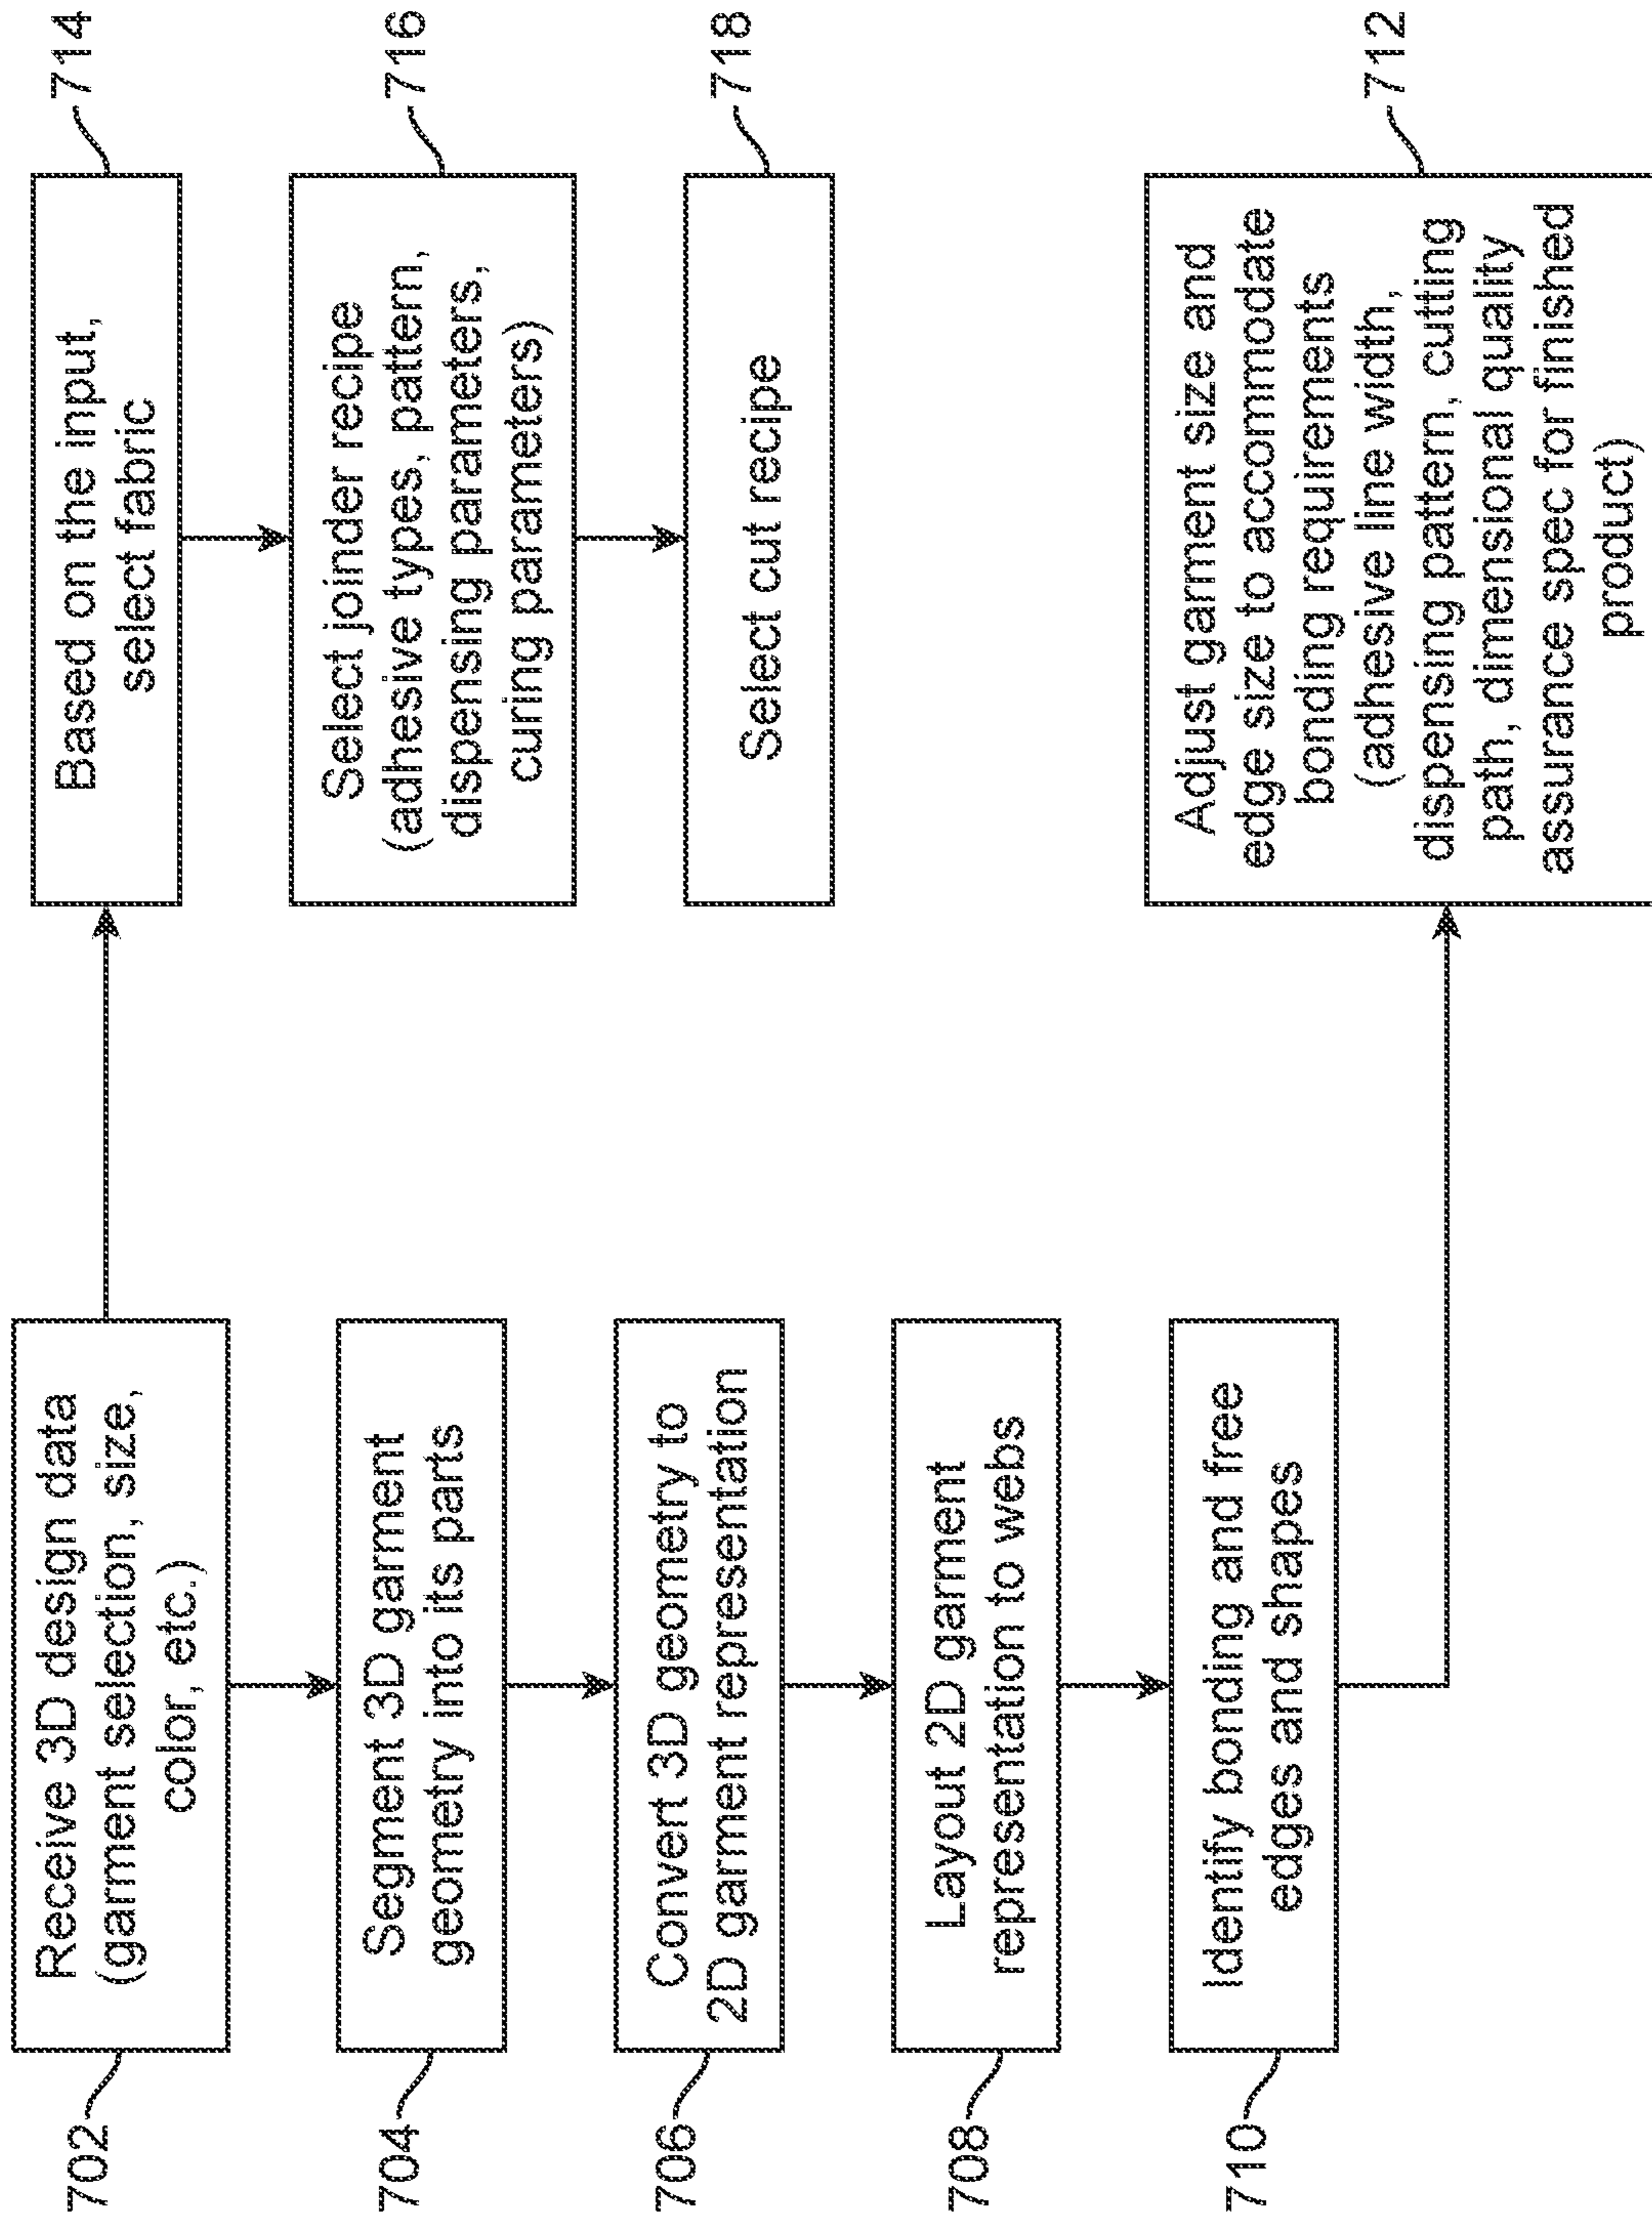 702
Receive 3D design data
(garment selection, size,
color, etc.)
704
Segment 3D garment
geometry into its parts
706
Convert 3D geometry to
2D garment representation
708
Layout 2D garment
representation to webs
710
Identify bonding and free
edges and shapes
714
Based on the input,
select fabric
716
Select joinder recipe
(adhesive types, pattern,
dispensing parameters,
curing parameters)
718
Select cut recipe
712
Adjust garment size and
edge size to accommodate
bonding requirements
(adhesive line width,
dispensing pattern, cutting
path, dimensional quality
assurance spec for finished
product)